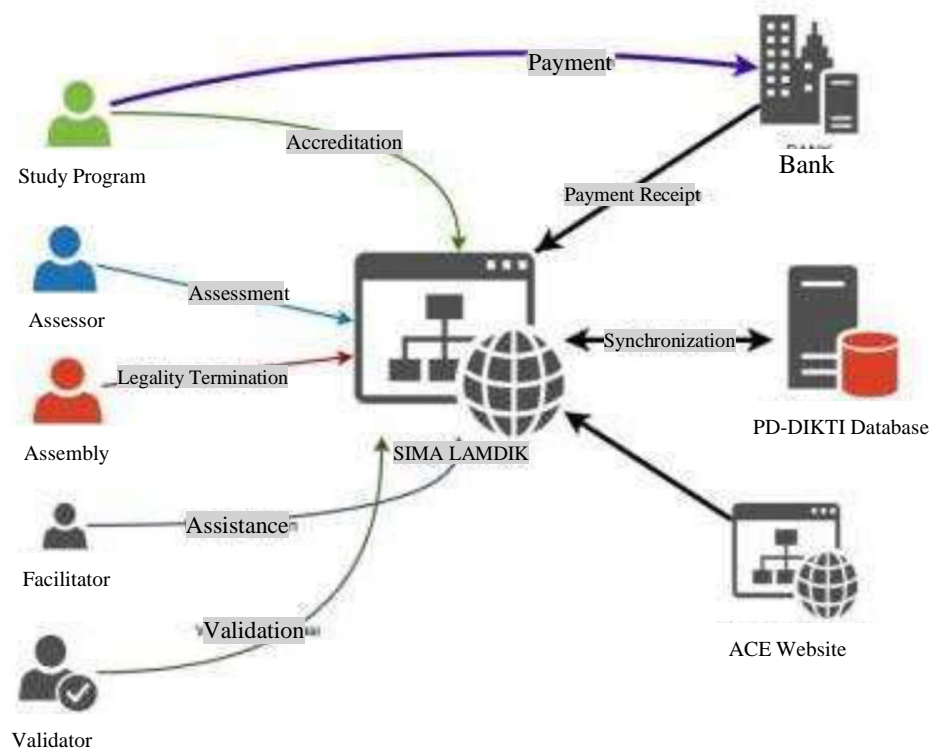 Payment
Bank
Accreditation
Study Program
Payment Receipt
Assessment
Assessor
Synchronization
Legality Termination
PD-DIKTI Database
Assembly
SIMA LAMDIK
Assistance
Facilitator
Validation
ACE Website
Validator